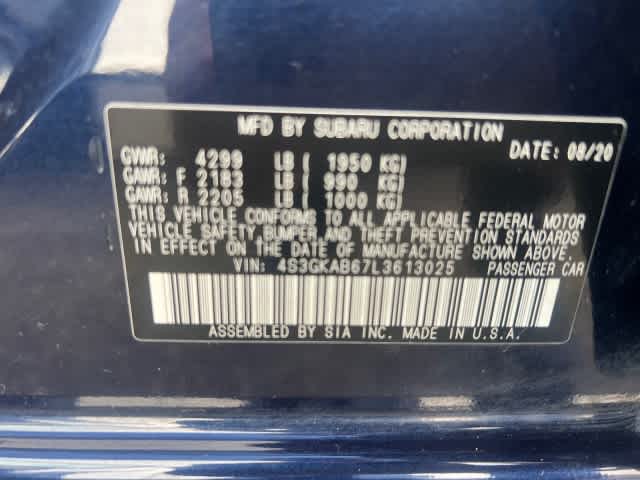 MFD BY SUBARU CORPORATION
DATE: 08/20
GVWR: 4299 LB ( 1950 KG)
GAWR: F 2183 LB ( 990 KG)
GAWR: R 2205 LB ( 1000 KG)
THIS VEHICLE CONFORMS TO ALL APPLICABLE FEDERAL MOTOR
VEHICLE SAFETY,BUMPER,AND THEFT PREVENTION STANDARDS
IN EFFECT ON THE DATE OF MANUFACTURE SHOWN ABOVE.
VIN: 4S3GKAB67L3613025 PASSENGER CAR
ASSEMBLED BY SIA INC. MADE IN U.S.A.